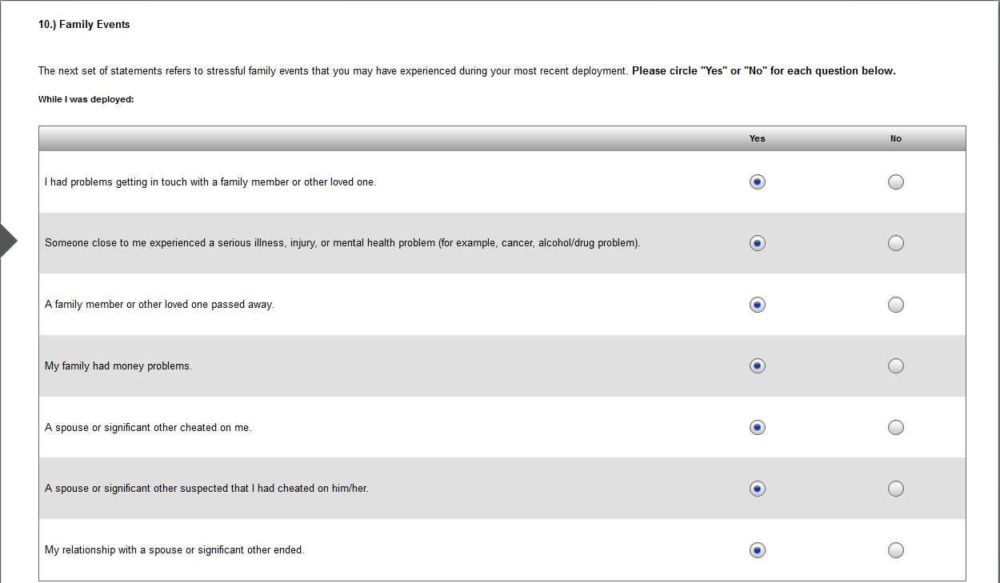 10.) Family Events
The next set of statements refers to stressful family events that you may have experienced during your most recent deployment. Please circle "Yes" or "No" for each question below.
While I was deployed:
Yes No
I had problems getting in touch with a family member or other loved one.
Someone close to me experienced a serious illness, injury, or mental health problem (for example, cancer, alcohol/drug problem).
A family member or other loved one passed away.
My family had money problems.
A spouse or significant other cheated on me.
A spouse or significant other suspected that I had cheated on him/her.
My relationship with a spouse or significant other ended.